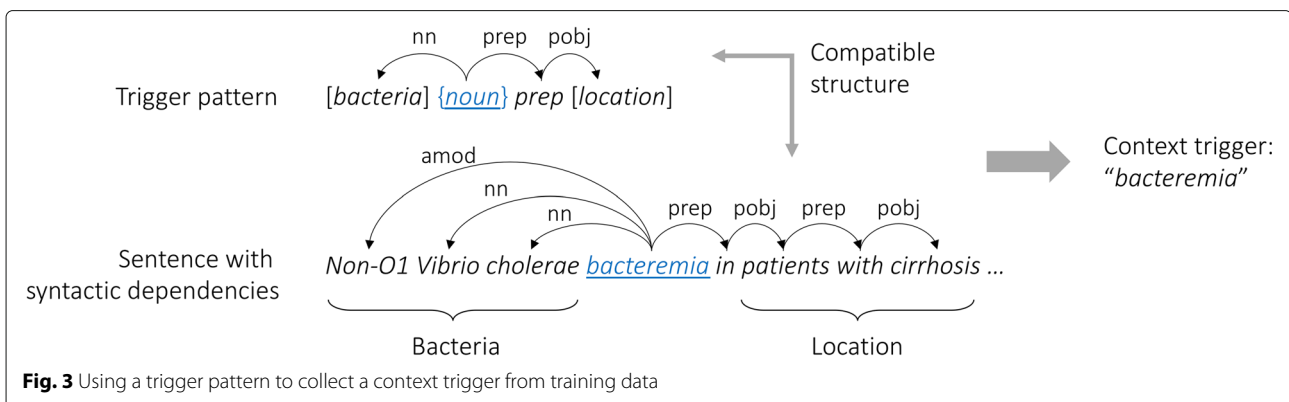 nn prep pobj
Trigger pattern [bacteria] {noun} prep [location]
Compatible
structure
Context trigger:
“bacteremia”
amod
nn
nn prep pobj prep pobj
Sentence with
syntactic dependencies
Non-O1 Vibrio cholerae bacteremia in patients with cirrhosis ...
Bacteria Location
Fig. 3 Using a trigger pattern to collect a context trigger from training data